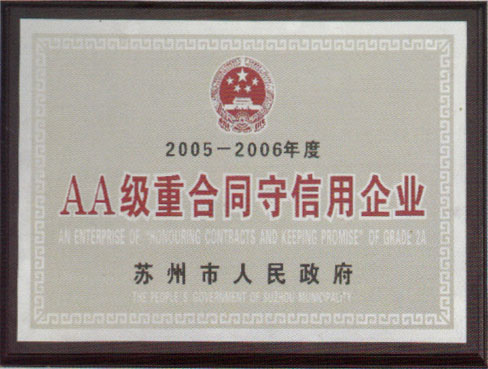 2005-2006年度
AA级重合同守信用企业
AN ENTERPRISE OF "HONOURING CONTRACTS AND KEEPING PROMISE" OF GRADE 2A
苏州市人民政府
THE PEOPLE'S GOVERNMENT OF SUZHOU MUNICIPALITY